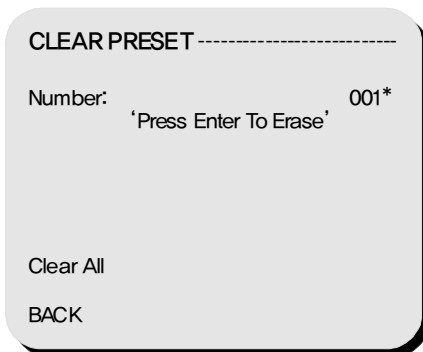 CLEAR PRESET --------------------------
Number: 001*
'Press Enter To Erase'
Clear All
BACK